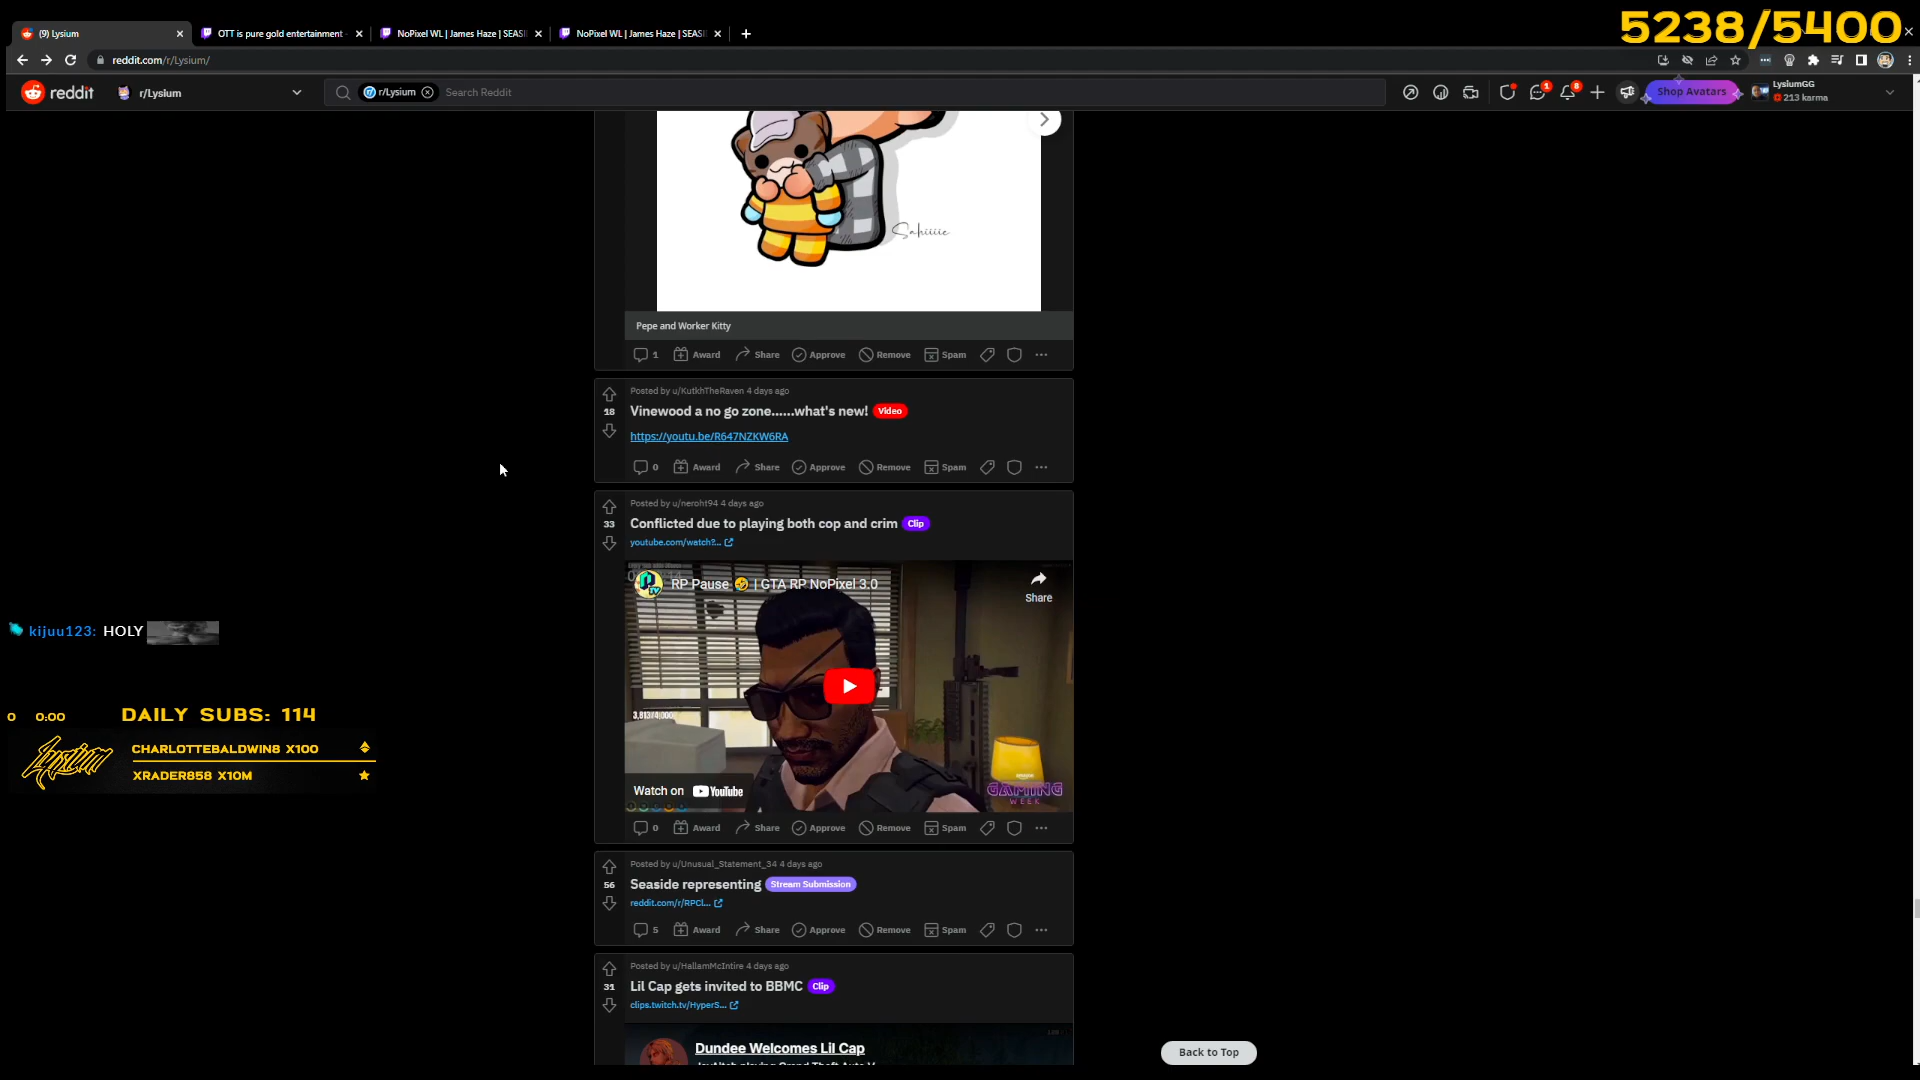 (9) Lysium
OTT is pure gold entertainment
NoPixel WL | James Haze | SEASI
NoPixel WL | James Haze | SEASI
5238/5400
reddit.com/r/Lysium/
reddit
r/Lysium
r/Lysium
Search Reddit
1
8
Shop Avatars
LysiumGG
213 karma
Sahiiiie
Pepe and Worker Kitty
1 Award Share Approve Remove Spam
Posted by u/KutkhTheRaven 4 days ago
18
Vinewood a no go zone......what's new! Video
https://youtu.be/R647NZKW6RA
0 Award Share Approve Remove Spam
Posted by u/neroht94 4 days ago
33
Conflicted due to playing both cop and crim Clip
youtube.com/watch?...
RP Pause 🤣 | GTA RP NoPixel 3.0
Share
Watch on YouTube
GAMING
WEEK
0 Award Share Approve Remove Spam
kijuu123: HOLY
0 0:00
DAILY SUBS: 114
Lysium
CHARLOTTEBALDWIN8 X100
XRADER858 X10M
Posted by u/Unusual_Statement_34 4 days ago
56
Seaside representing Stream Submission
reddit.com/r/RPCl...
5 Award Share Approve Remove Spam
Posted by u/HallamMcIntire 4 days ago
31
Lil Cap gets invited to BBMC Clip
clips.twitch.tv/HyperS...
Dundee Welcomes Lil Cap
Back to Top